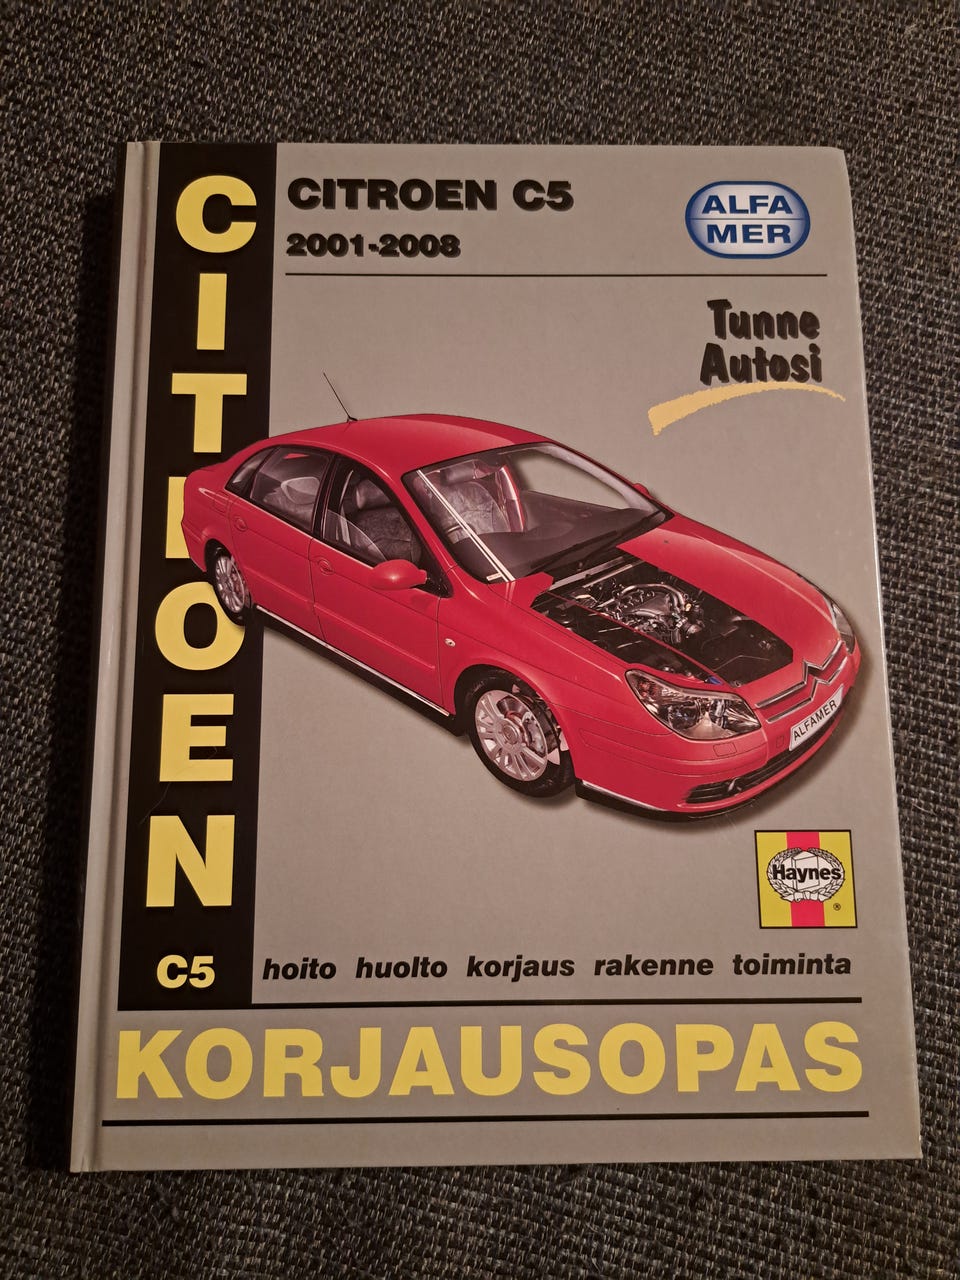 CITROEN
C5
CITROEN C5
2001-2008
ALFA
MER
Tunne
Autosi
ALFAMER
Haynes
®
hoito huolto korjaus rakenne toiminta
KORJAUSOPAS